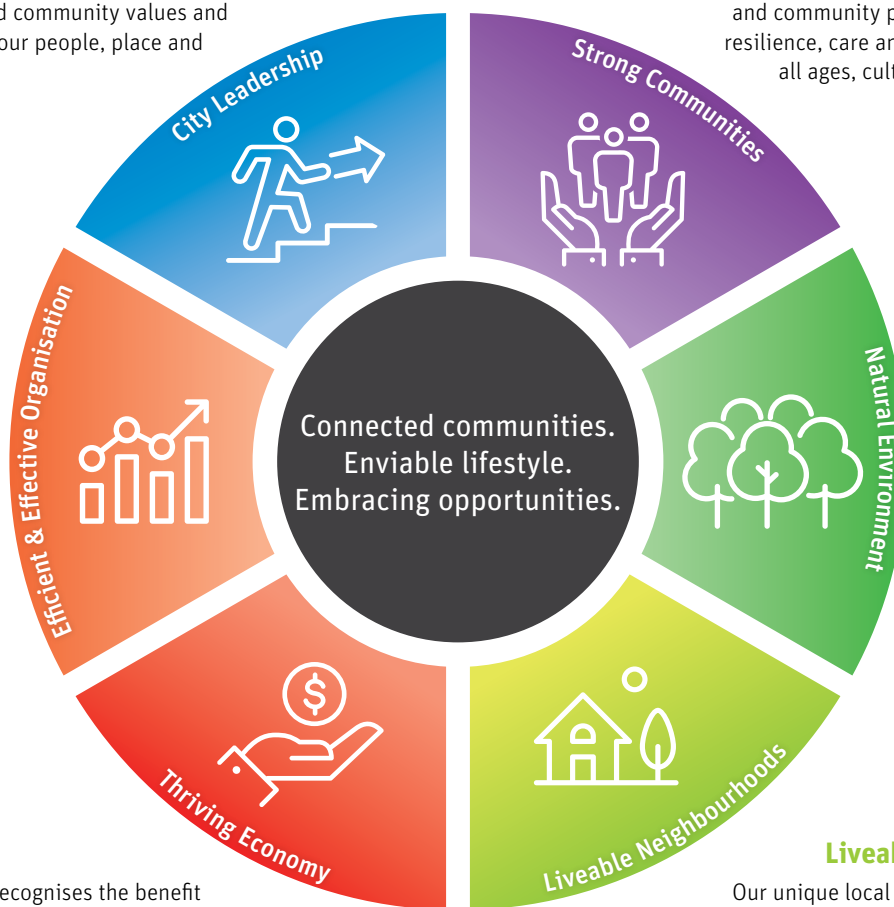 d community values and
our people, place and
and community p
resilience, care an
all ages, cult
City Leadership
Strong Communities
Efficient & Effective Organisation
Natural Environment
Connected communities.
Enviable lifestyle.
Embracing opportunities.
$
Thriving Economy
Liveable Neighbourhoods
Liveab
ecognises the benefit
Our unique local